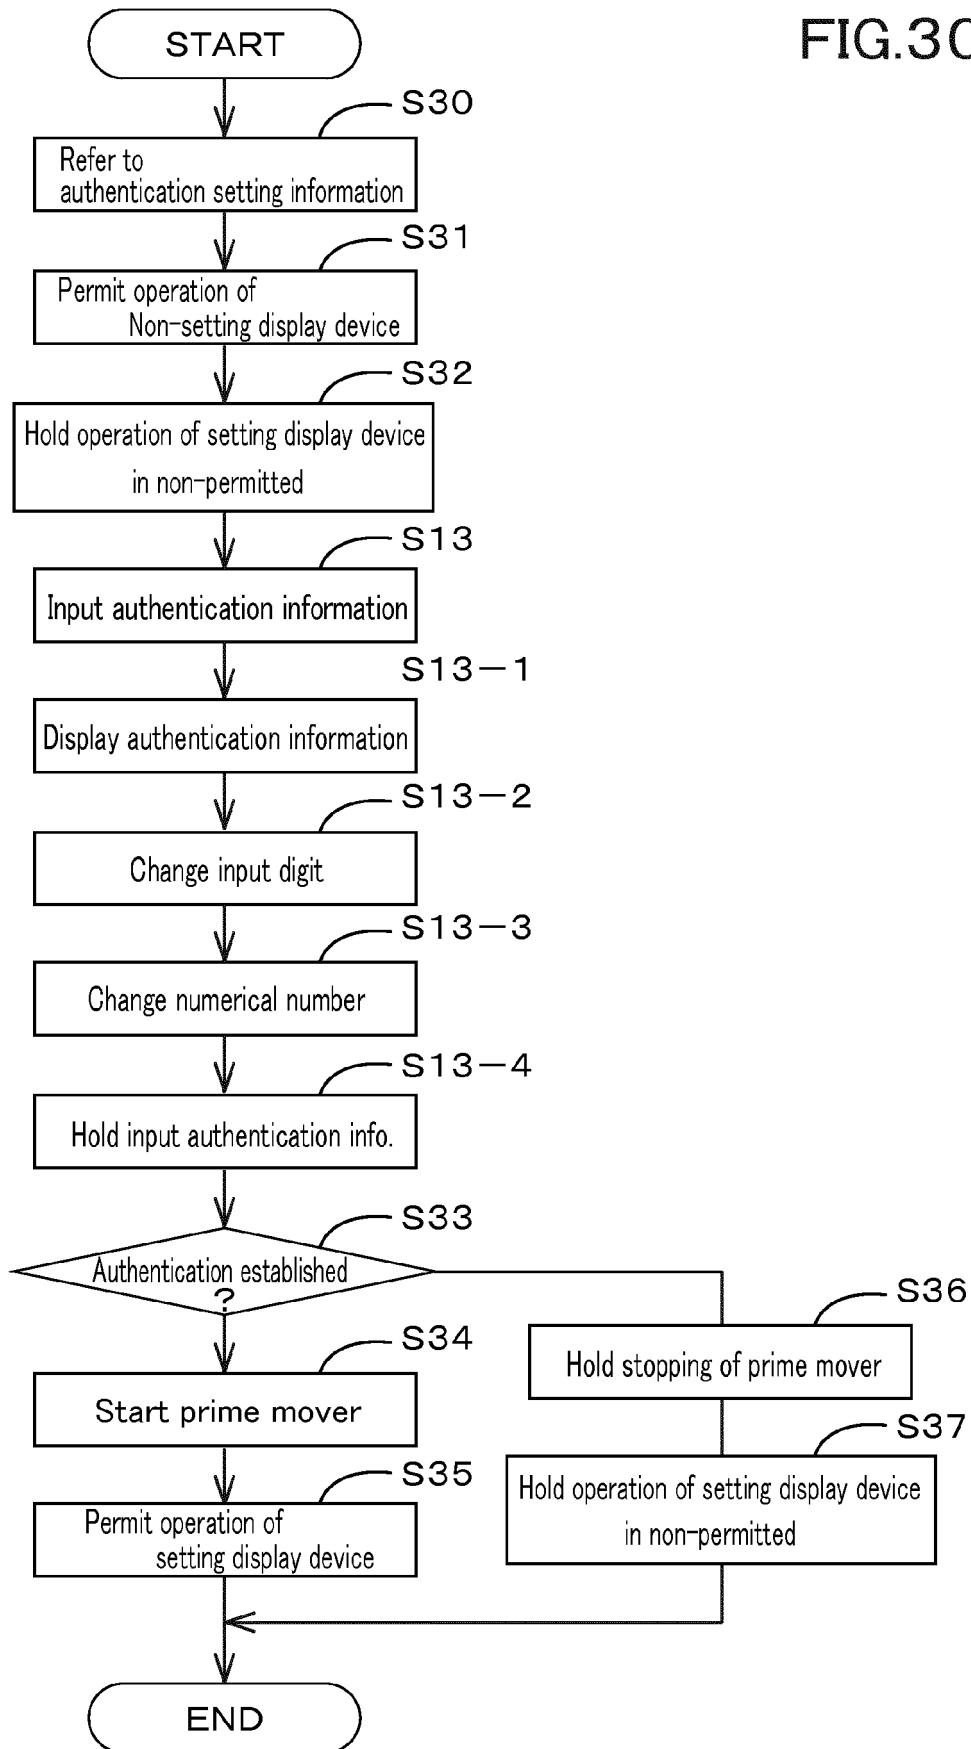 START
FIG.3C
S30
Refer to
authentication setting information
S31
Permit operation of
Non-setting display device
S32
Hold operation of setting display device
in non-permitted
S13
Input authentication information
S13-1
Display authentication information
S13-2
Change input digit
S13-3
Change numerical number
S13-4
Hold input authentication info.
S33
Authentication established
?
S34
Start prime mover
S35
Permit operation of
setting display device
S36
Hold stopping of prime mover
S37
Hold operation of setting display device
in non-permitted
END